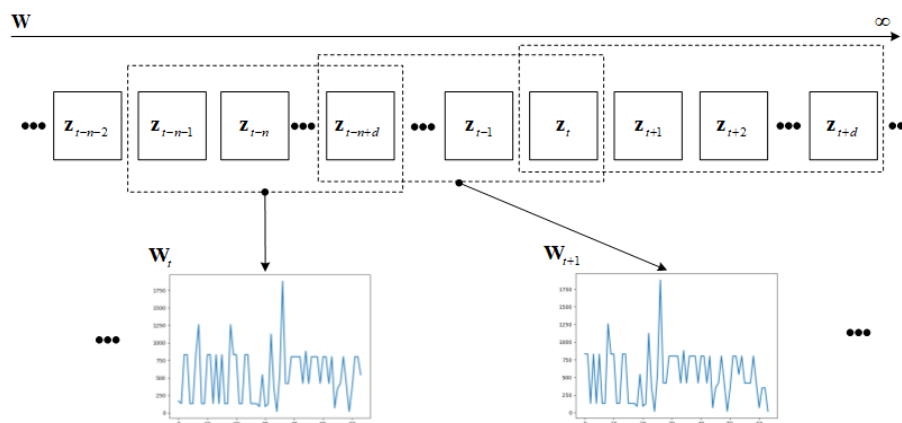 W ∞
••• z_{t-n-2} z_{t-n-1} z_{t-n} ••• z_{t-n+d} ••• z_{t-1} z_t z_{t+1} z_{t+2} ••• z_{t+d} •••
W_t W_{t+1}
1750 1750
1500 1500
1250 1250
1000 1000
••• 750 750 •••
500 500
250 250
0 0